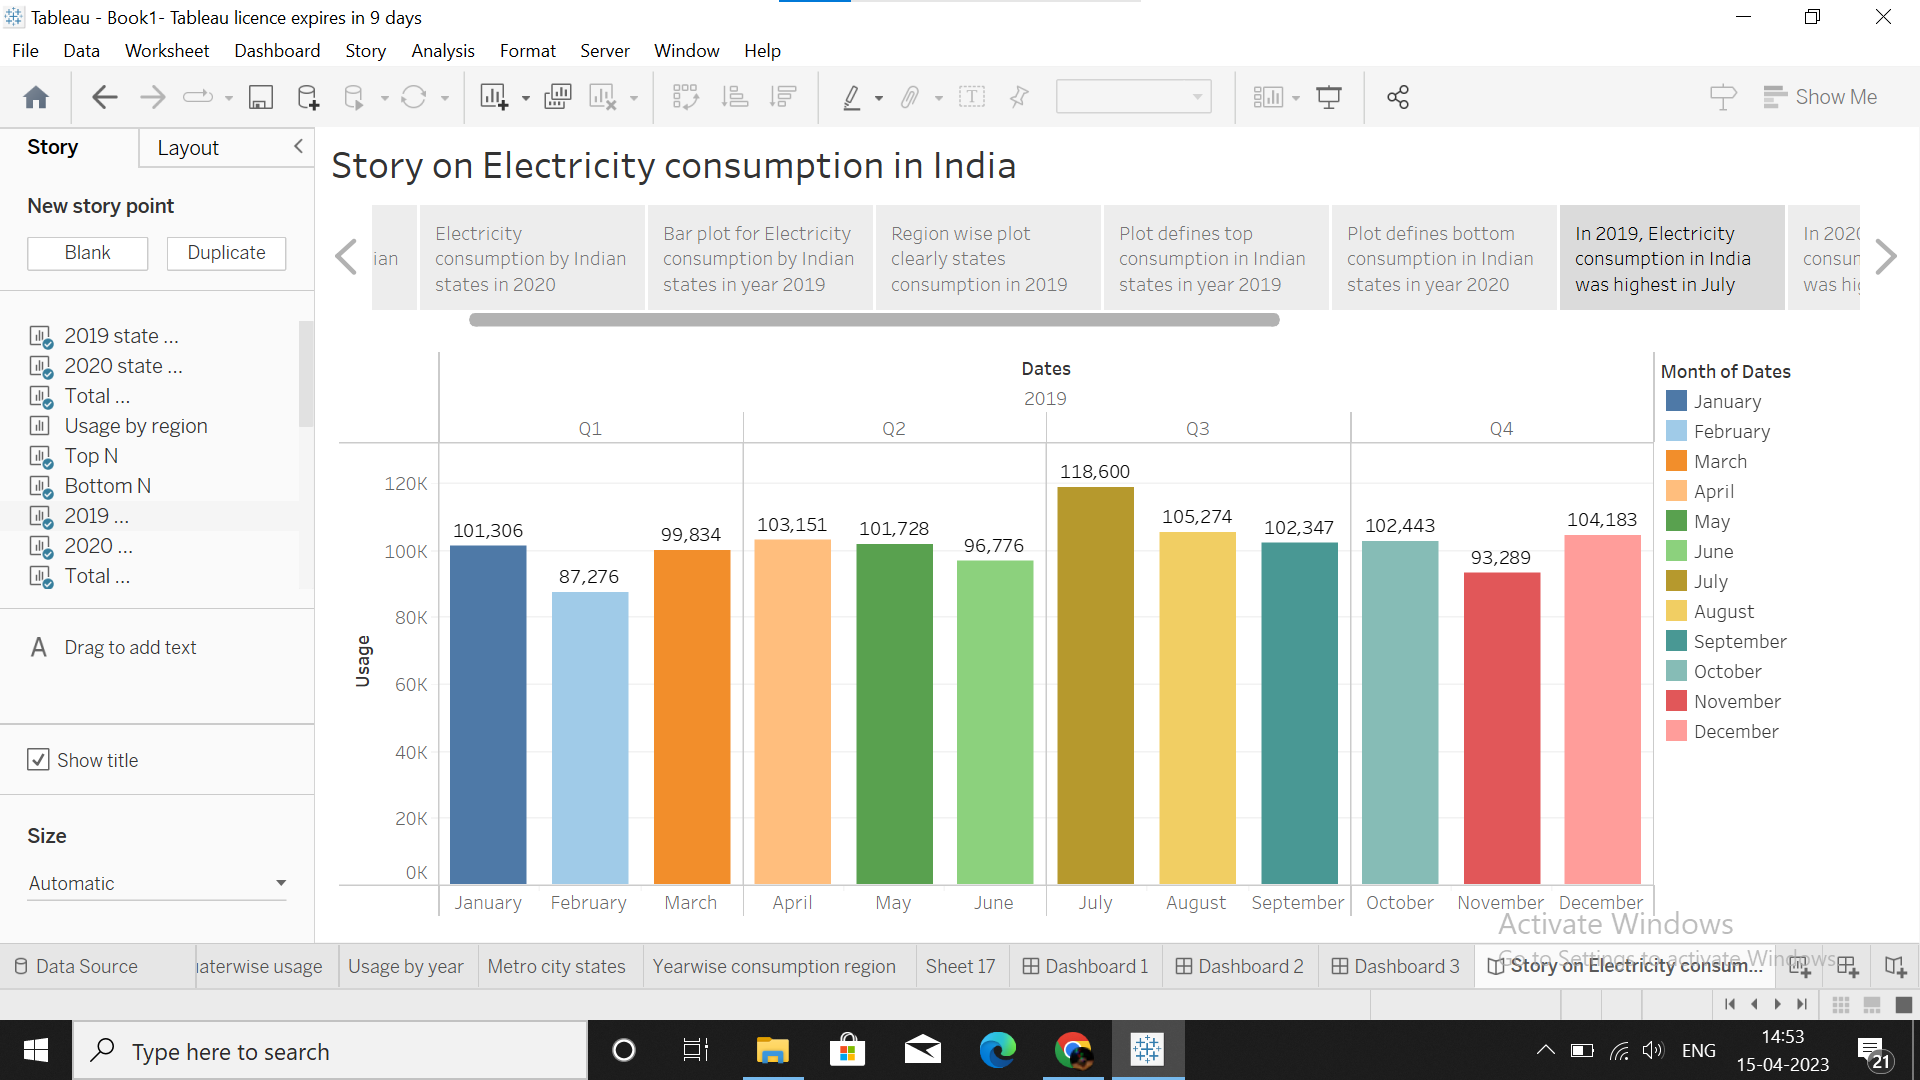 Tableau - Book1- Tableau licence expires in 9 days
File Data Worksheet Dashboard Story Analysis Format Server Window Help
Show Me
Story
Layout
New story point
Blank
Duplicate
2019 state ...
2020 state ...
Total ...
Usage by region
Top N
Bottom N
2019 ...
2020 ...
Total ...
A Drag to add text
Show title
Size
Automatic
Story on Electricity consumption in India
ian
Electricity
consumption by Indian
states in 2020
Bar plot for Electricity
consumption by Indian
states in year 2019
Region wise plot
clearly states
consumption in 2019
Plot defines top
consumption in Indian
states in year 2019
Plot defines bottom
consumption in Indian
states in year 2020
In 2019, Electricity
consumption in India
was highest in July
In 202
consur
was hi
Dates
2019
Q1 Q2 Q3 Q4
Usage
120K
100K
80K
60K
40K
20K
0K
101,306
87,276
99,834
103,151
101,728
96,776
118,600
105,274
102,347
102,443
93,289
104,183
January February March April May June July August September October November December
Month of Dates
January
February
March
April
May
June
July
August
September
October
November
December
Activate Windows
Go to Settings to activate Windows
Data Source
aterwise usage
Usage by year
Metro city states
Yearwise consumption region
Sheet 17
Dashboard 1
Dashboard 2
Dashboard 3
Story on Electricity consum...
Type here to search
ENG
14:53
15-04-2023
21